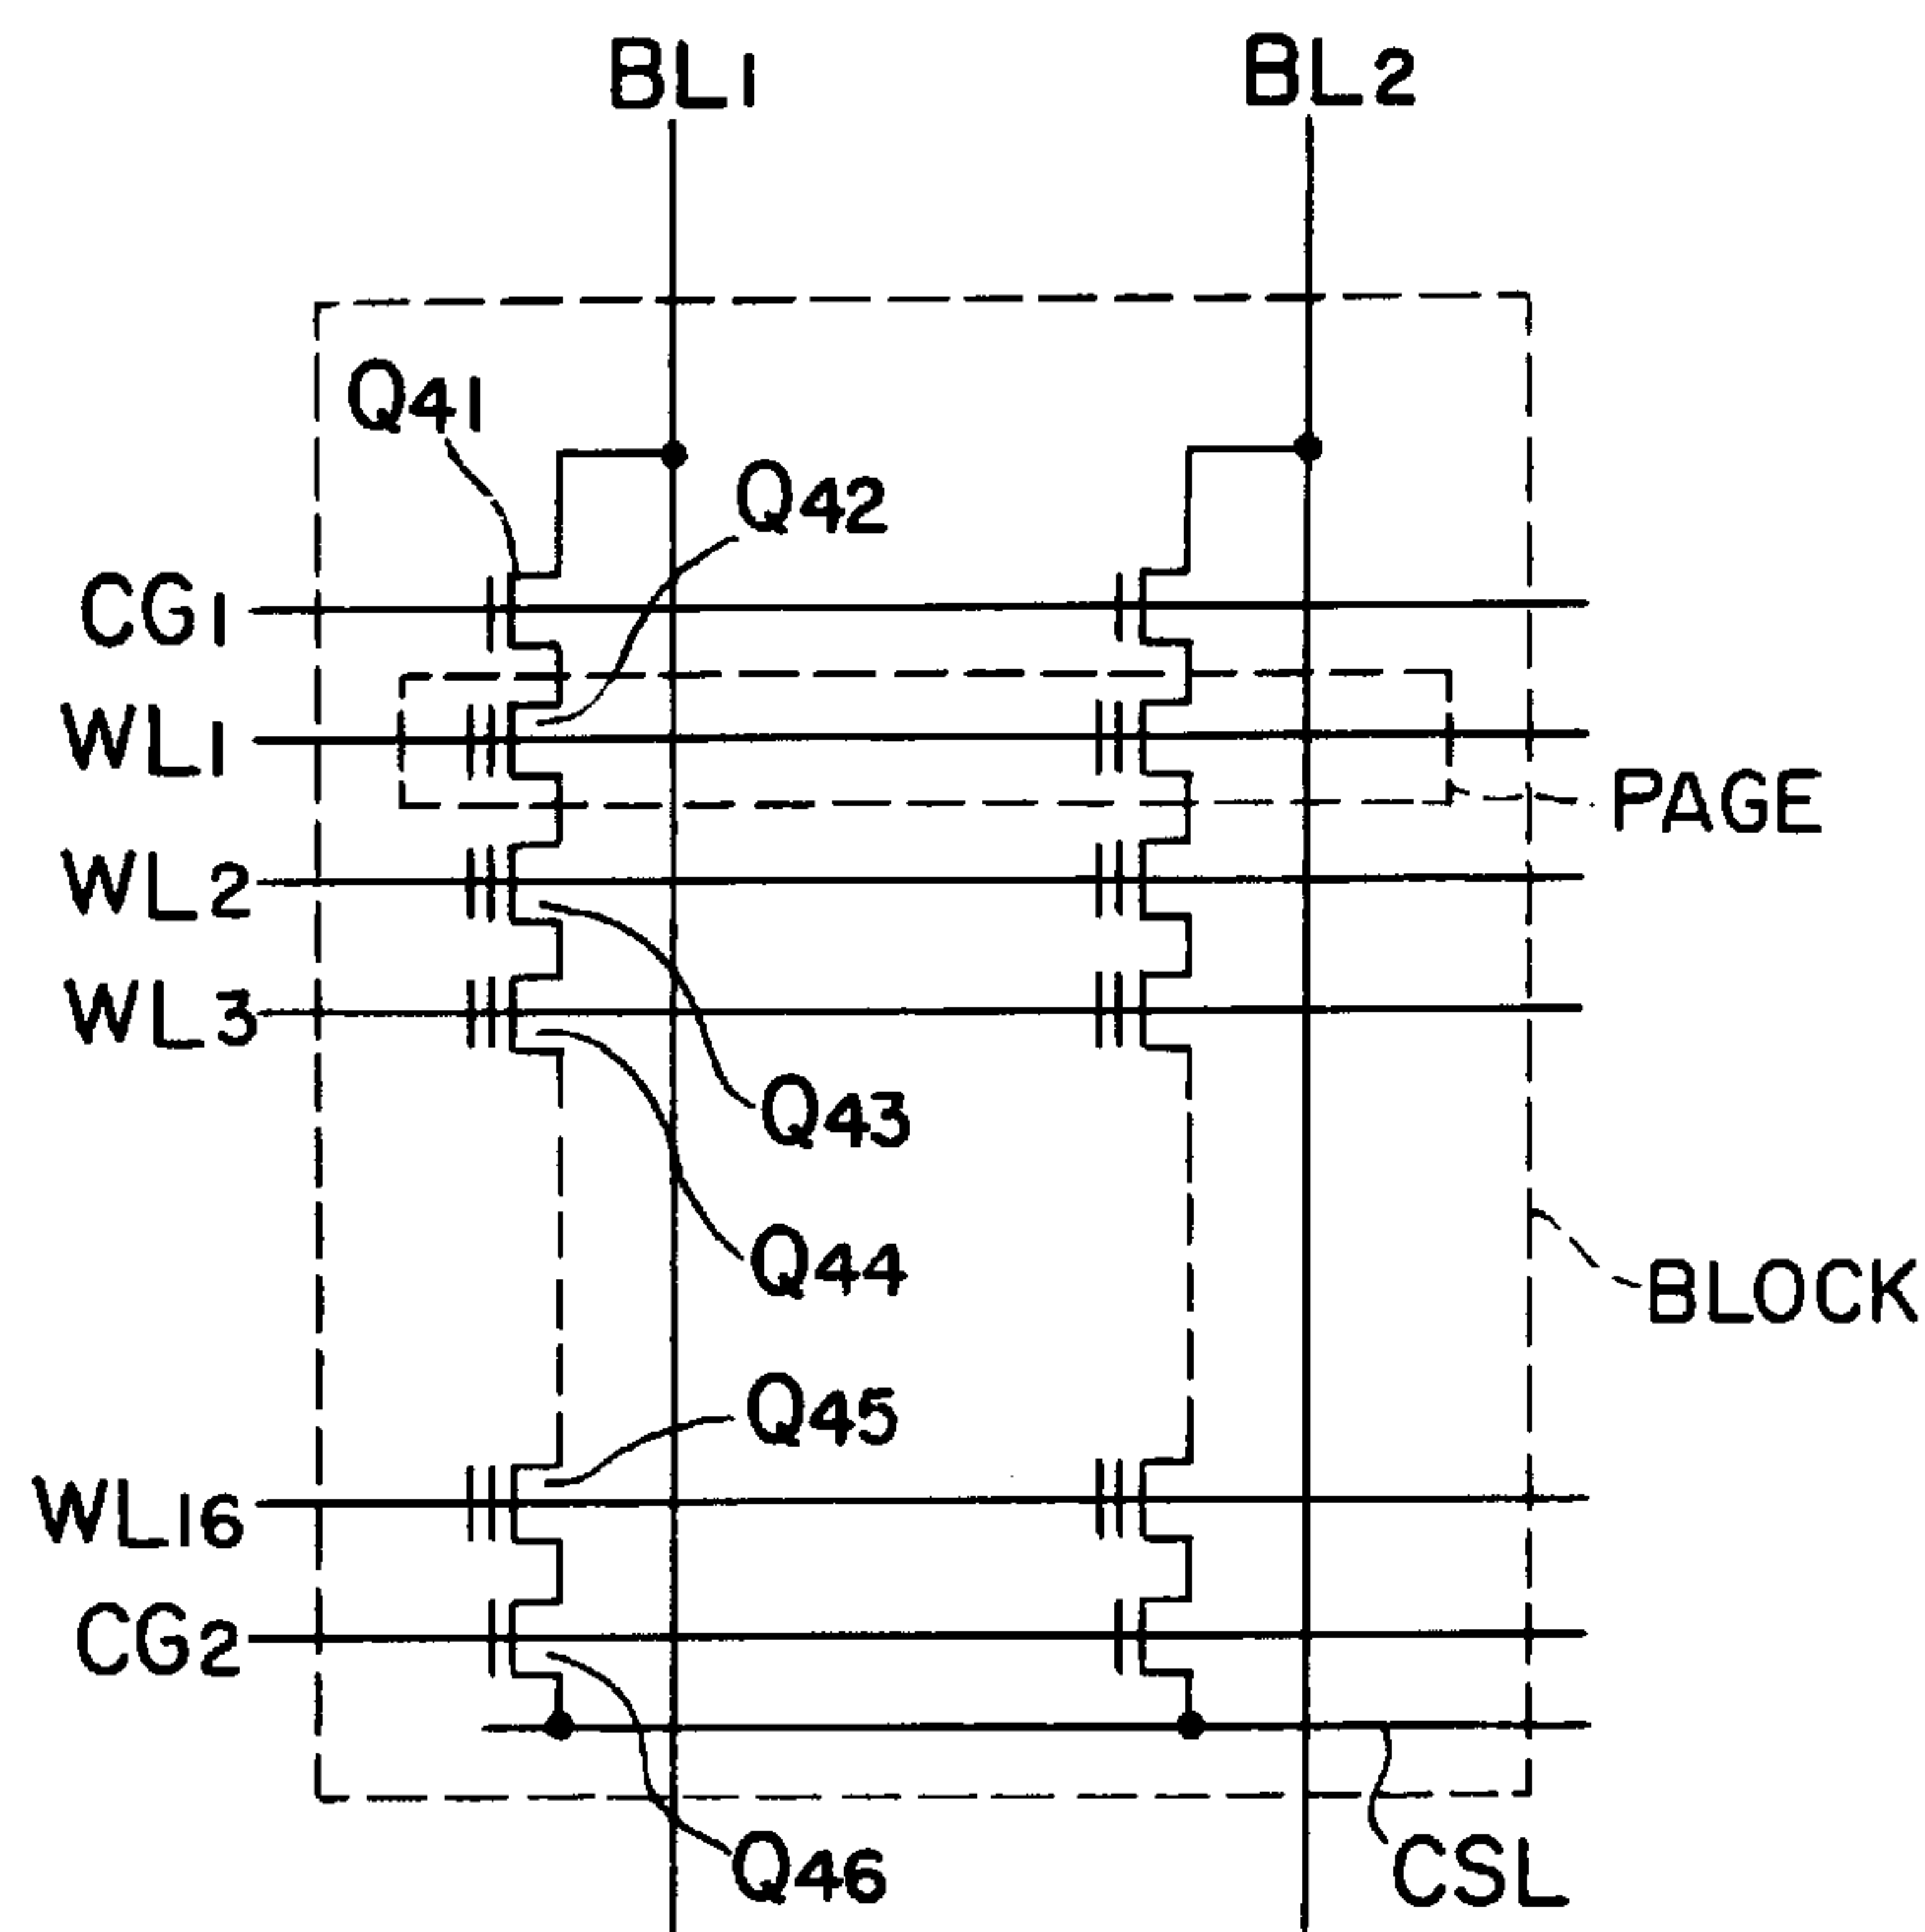 BL1
BL2
Q41
Q42
CG1
WL1
PAGE
WL2
WL3
Q43
Q44
BLOCK
Q45
WL16
CG2
Q46
CSL